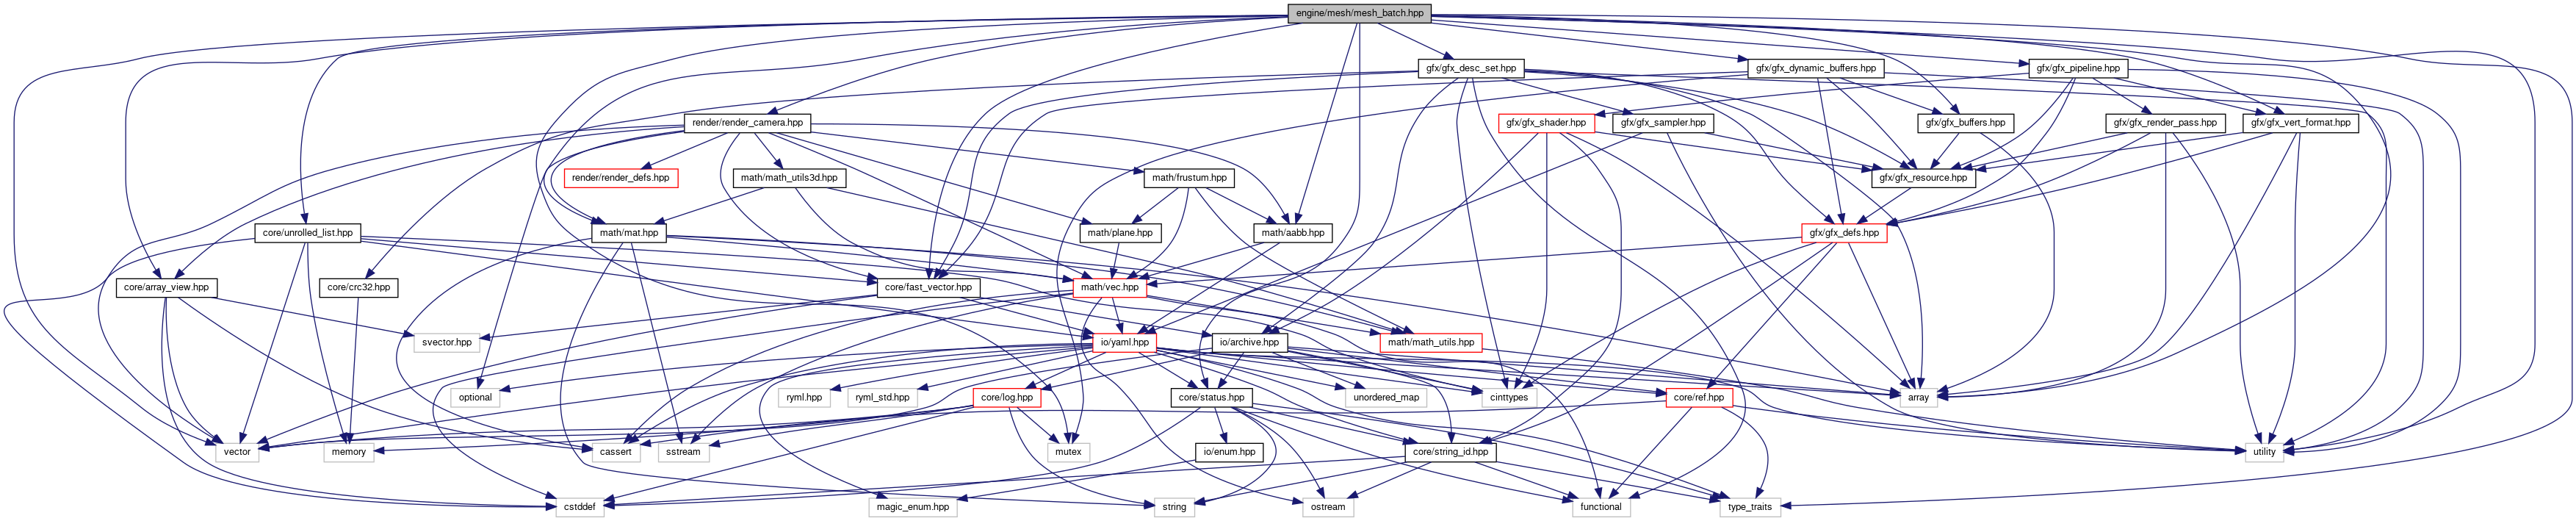 engine/mesh/mesh_batch.hpp
gfx/gfx_desc_set.hpp
gfx/gfx_dynamic_buffers.hpp
gfx/gfx_pipeline.hpp
render/render_camera.hpp
gfx/gfx_shader.hpp
gfx/gfx_sampler.hpp
gfx/gfx_buffers.hpp
gfx/gfx_render_pass.hpp
gfx/gfx_vert_format.hpp
render/render_defs.hpp
math/math_utils3d.hpp
math/frustum.hpp
gfx/gfx_resource.hpp
core/unrolled_list.hpp
math/mat.hpp
math/plane.hpp
math/aabb.hpp
gfx/gfx_defs.hpp
core/array_view.hpp
core/crc32.hpp
core/fast_vector.hpp
math/vec.hpp
svector.hpp
io/yaml.hpp
io/archive.hpp
math/math_utils.hpp
optional
ryml.hpp
ryml_std.hpp
core/log.hpp
core/status.hpp
unordered_map
cinttypes
core/ref.hpp
array
vector
memory
cassert
sstream
mutex
io/enum.hpp
core/string_id.hpp
utility
cstddef
magic_enum.hpp
string
ostream
functional
type_traits